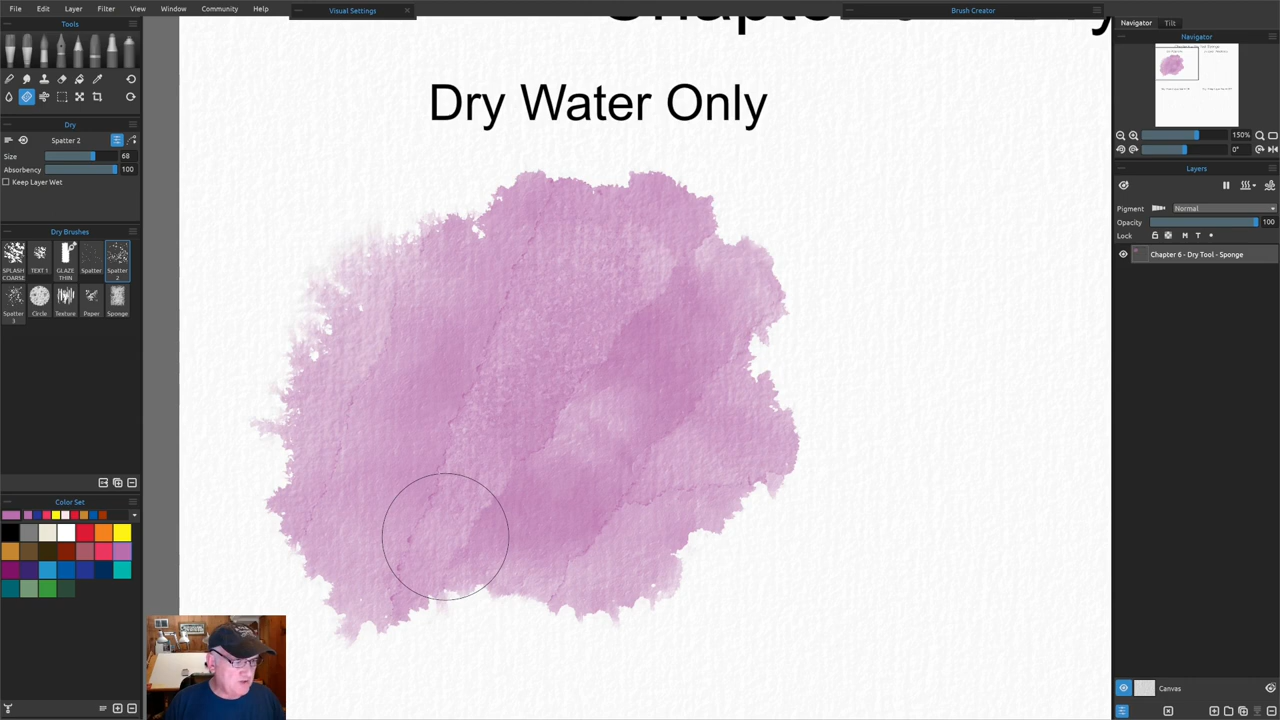 File Edit Layer Filter View Window Community Help
Visual Settings
Brush Creator
Navigator Tilt
Tools
Navigator
150%
0°
Dry
Spatter 2
Size 68
Absorbency 100
Keep Layer Wet
Dry Brushes
SPLASH COARSE
TEXT 1
GLAZE THIN
Spatter
Spatter 2
Spatter 3
Circle
Texture
Paper
Sponge
Color Set
Dry Water Only
Layers
Pigment Normal
Opacity 100
Lock M T
Chapter 6 - Dry Tool - Sponge
Canvas